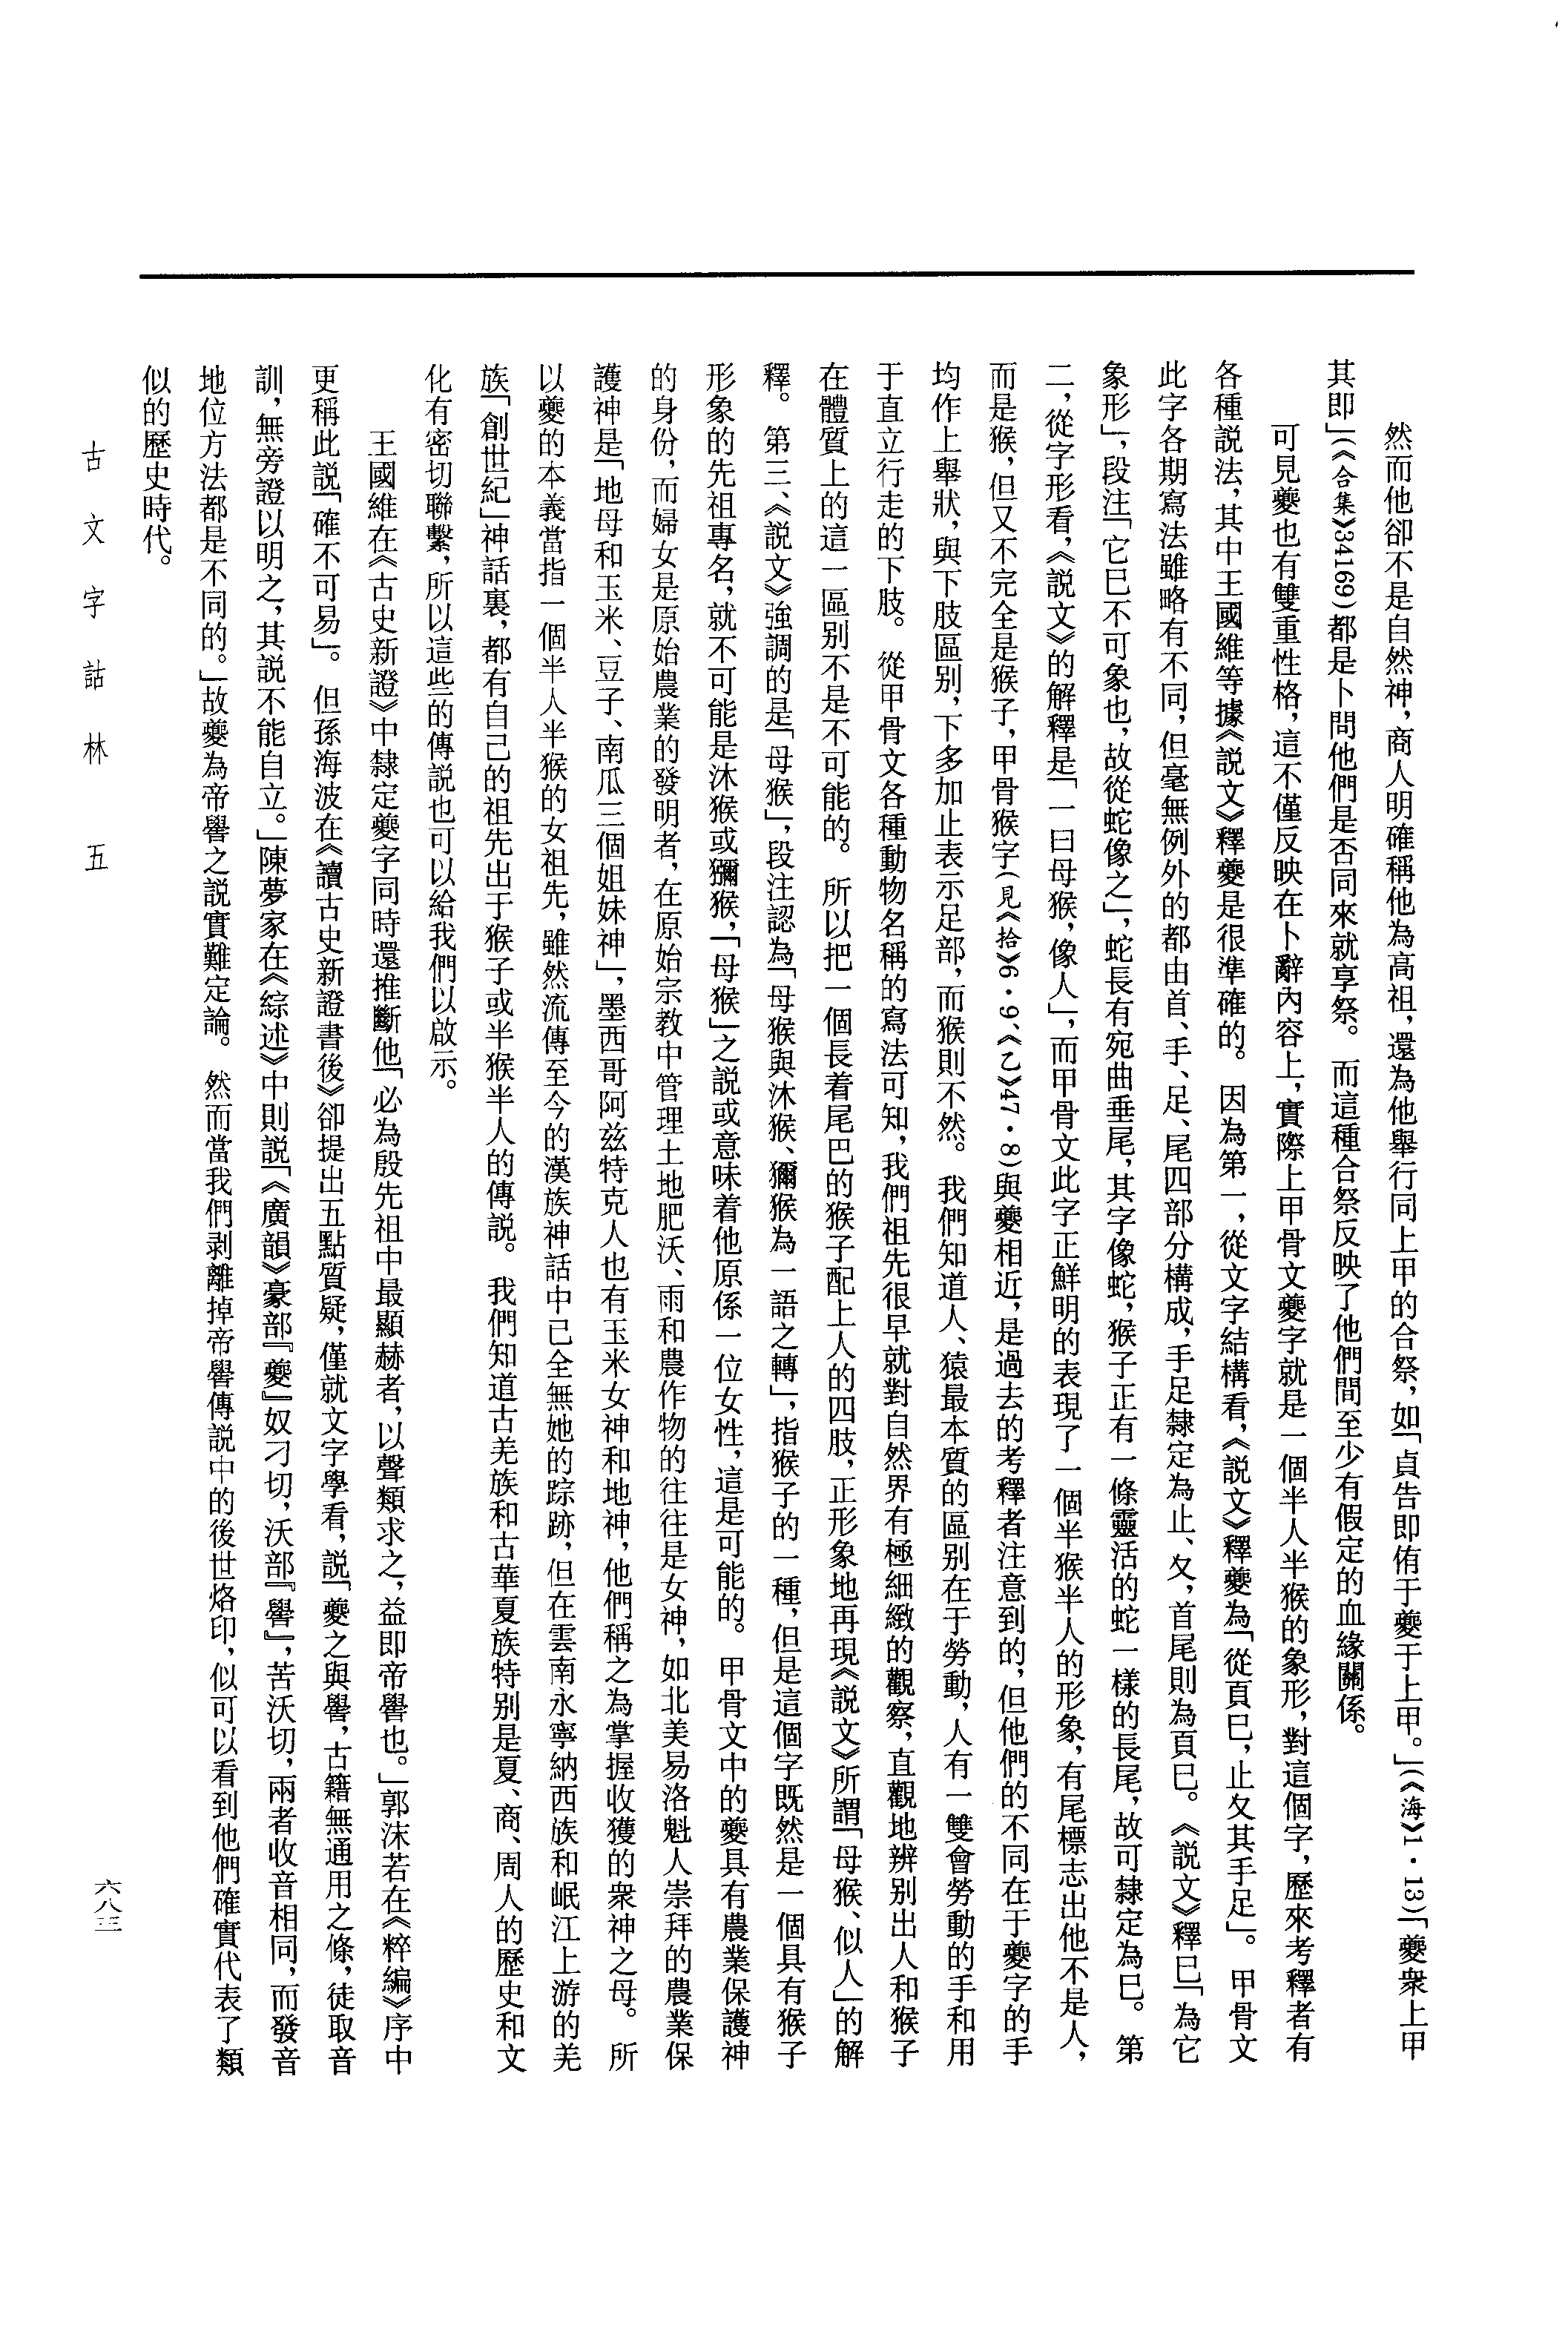 然而他卻不是自然神，商人明確稱他為高祖，還為他舉行同上甲的合祭，如「貞告即侑于夔于上甲。」（《海》1·13）「夔眾上甲
其即」（《合集》34169）都是卜問他們是否同來就享祭。而這種合祭反映了他們間至少有假定的血緣關係。
可見夔也有雙重性格，這不僅反映在卜辭內容上，實際上甲骨文夔字就是一個半人半猴的象形，對這個字，歷來考釋者有
各種説法，其中王國維等據《説文》釋夔是很準確的。因為第一，從文字結構看，《説文》釋夔為「從頁巳，止夊其手足」。甲骨文
此字各期寫法雖略有不同，但毫無例外的都由首、手、足、尾四部分構成，手足隸定為止、夊，首尾則為頁巳。《説文》釋巳「為它
象形」，段注「它巳不可象也，故從蛇像之」，蛇長有宛曲垂尾，其字像蛇，猴子正有一條靈活的蛇一樣的長尾，故可隸定為巳。第
二，從字形看，《説文》的解釋是「一曰母猴，像人」，而甲骨文此字正鮮明的表現了一個半猴半人的形象，有尾標志出他不是人，
而是猴，但又不完全是猴子，甲骨猴字（見《拾》6·9、《乙》47·8）與夔相近，是過去的考釋者注意到的，但他們的不同在于夔字的手
均作上舉狀，與下肢區别，下多加止表示足部，而猴則不然。我們知道人、猿最本質的區别在于勞動，人有一雙會勞動的手和用
于直立行走的下肢。從甲骨文各種動物名稱的寫法可知，我們祖先很早就對自然界有極細緻的觀察，直觀地辨别出人和猴子
在體質上的這一區别不是不可能的。所以把一個長着尾巴的猴子配上人的四肢，正形象地再現《説文》所謂「母猴、似人」的解
釋。第三、《説文》強調的是「母猴」，段注認為「母猴與沐猴、獼猴為一語之轉」，指猴子的一種，但是這個字既然是一個具有猴子
形象的先祖專名，就不可能是沐猴或獼猴，「母猴」之説或意味着他原係一位女性，這是可能的。甲骨文中的夔具有農業保護神
的身份，而婦女是原始農業的發明者，在原始宗教中管理土地肥沃、雨和農作物的往往是女神，如北美易洛魁人崇拜的農業保
護神是「地母和玉米、豆子、南瓜三個姐妹神」，墨西哥阿兹特克人也有玉米女神和地神，他們稱之為掌握收獲的衆神之母。所
以夔的本義當指一個半人半猴的女祖先，雖然流傳至今的漢族神話中已全無她的踪跡，但在雲南永寧納西族和岷江上游的羌
族「創世紀」神話裏，都有自己的祖先出于猴子或半猴半人的傳説。我們知道古羌族和古華夏族特别是夏、商、周人的歷史和文
化有密切聯繫，所以這些的傳説也可以給我們以啟示。
王國維在《古史新證》中隸定夔字同時還推斷他「必為殷先祖中最顯赫者，以聲類求之，益即帝嚳也。」郭沫若在《粹編》序中
更稱此説「確不可易」。但孫海波在《讀古史新證書後》卻提出五點質疑，僅就文字學看，説「夔之與嚳，古籍無通用之條，徒取音
訓，無旁證以明之，其説不能自立。」陳夢家在《綜述》中則説「《廣韻》豪部『夒』奴刁切，沃部『嚳』，苦沃切，兩者收音相同，而發音
地位方法都是不同的。」故夔為帝嚳之説實難定論。然而當我們剥離掉帝嚳傳説中的後世烙印，似可以看到他們確實代表了類
似的歷史時代。
古文字詁林 五
六八三